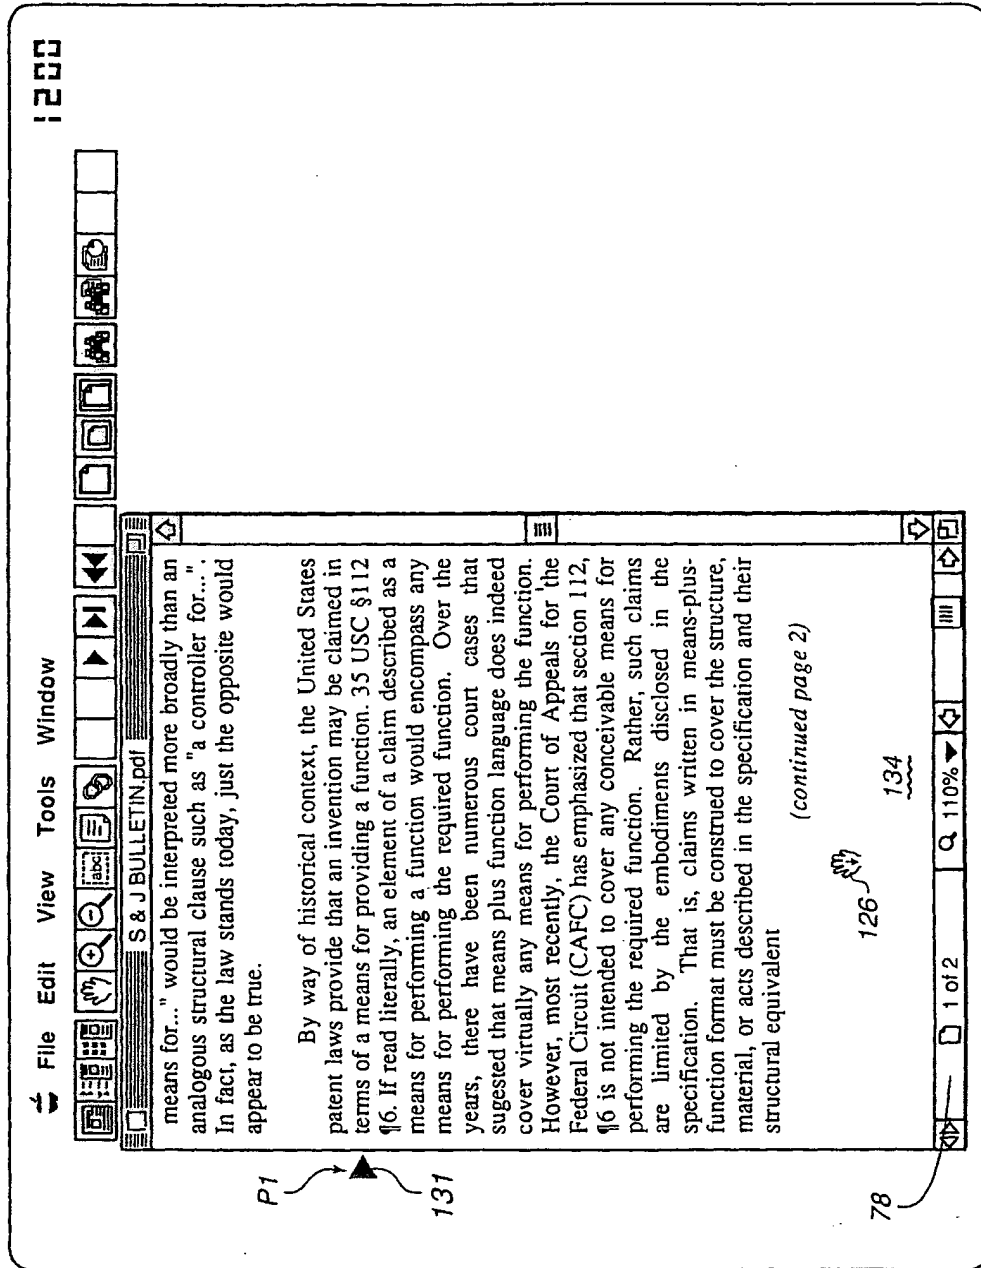 1200
File Edit View Tools Window
abc
S & J BULLETIN.pdf
means for..." would be interpreted more broadly than an
analogous structural clause such as "a controller for...".
In fact, as the law stands today, just the opposite would
appear to be true.
By way of historical context, the United States
patent laws provide that an invention may be claimed in
terms of a means for providing a function. 35 USC §112
¶6. If read literally, an element of a claim described as a
means for performing a function would encompass any
means for performing the required function. Over the
years, there have been numerous court cases that
sugested that means plus function language does indeed
cover virtually any means for performing the function.
However, most recently, the Court of Appeals for 'the
Federal Circuit (CAFC) has emphasized that section 112,
¶6 is not intended to cover any conceivable means for
performing the required function. Rather, such claims
are limited by the embodiments disclosed in the
specification. That is, claims written in means-plus-
function format must be construed to cover the structure,
material, or acts described in the specification and their
structural equivalent
(continued page 2)
P1
131
126
134
78
1 of 2
110%